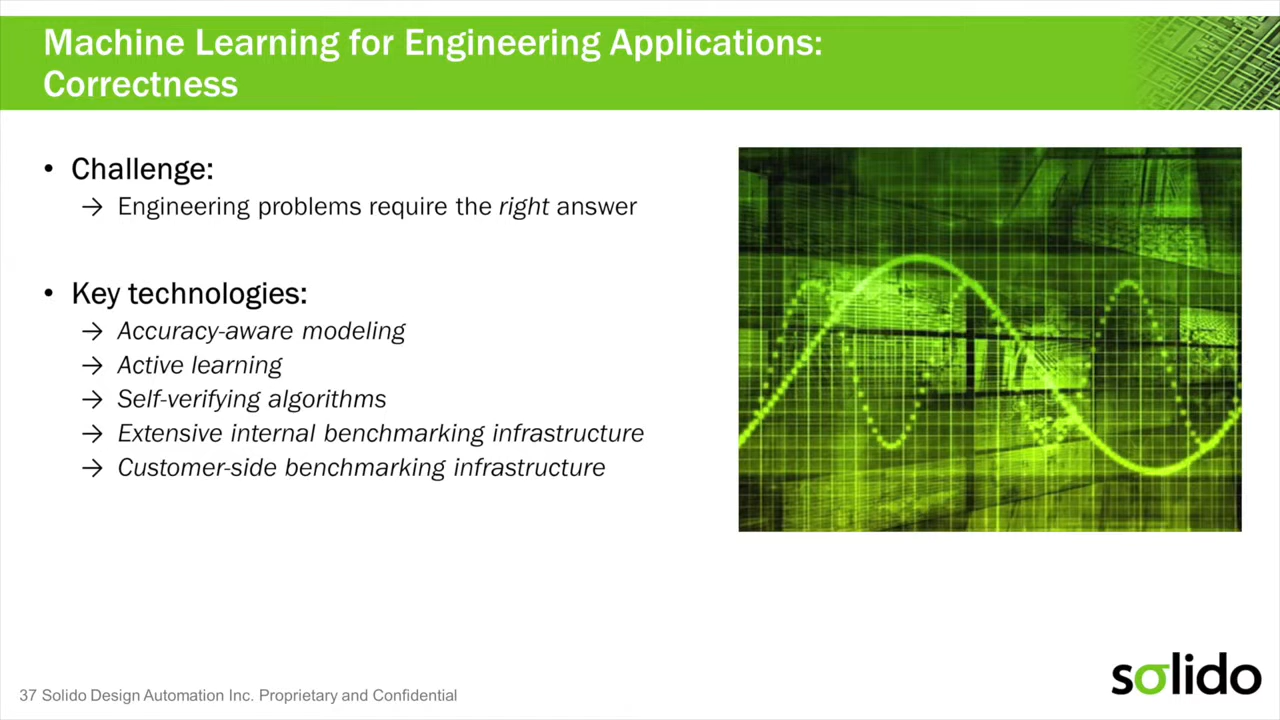 Machine Learning for Engineering Applications:
Correctness
• Challenge:
→ Engineering problems require the right answer
• Key technologies:
→ Accuracy-aware modeling
→ Active learning
→ Self-verifying algorithms
→ Extensive internal benchmarking infrastructure
→ Customer-side benchmarking infrastructure
37 Solido Design Automation Inc. Proprietary and Confidential
solido